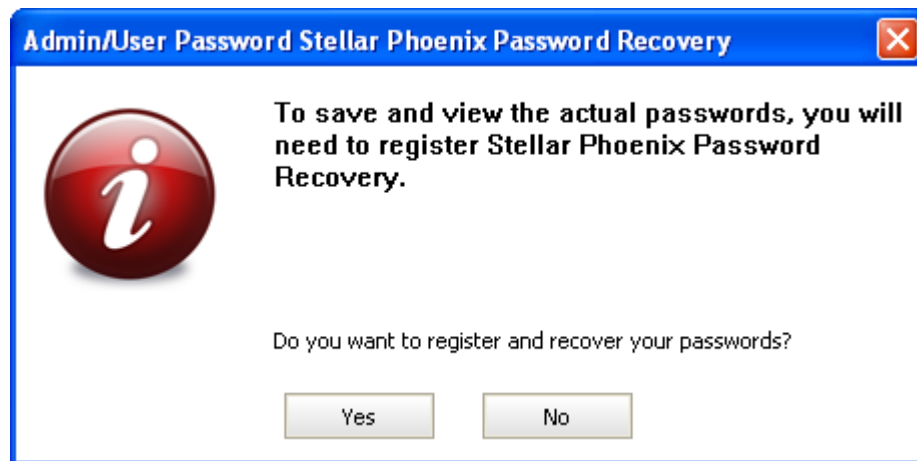 Admin/User Password Stellar Phoenix Password Recovery
To save and view the actual passwords, you will
need to register Stellar Phoenix Password
Recovery.
Do you want to register and recover your passwords?
Yes
No